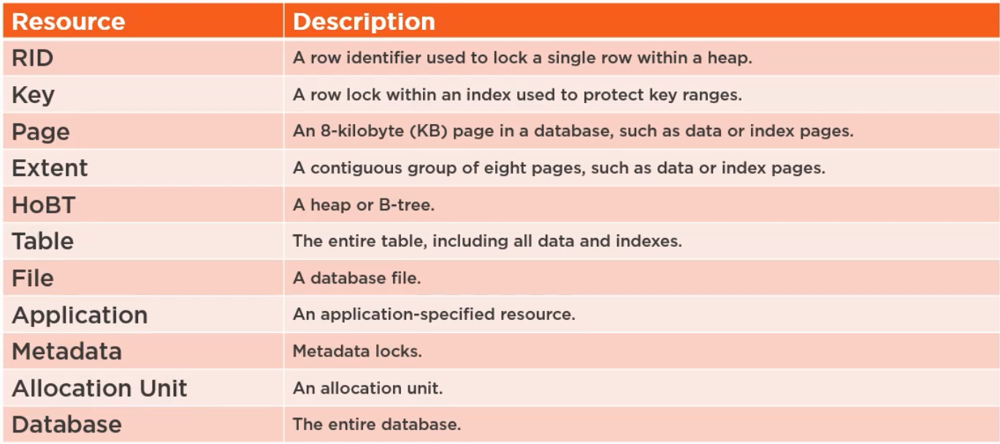 Resource Description
RID A row identifier used to lock a single row within a heap.
Key A row lock within an index used to protect key ranges.
Page An 8-kilobyte (KB) page in a database, such as data or index pages.
Extent A contiguous group of eight pages, such as data or index pages.
HoBT A heap or B-tree.
Table The entire table, including all data and indexes.
File A database file.
Application An application-specified resource.
Metadata Metadata locks.
Allocation Unit An allocation unit.
Database The entire database.